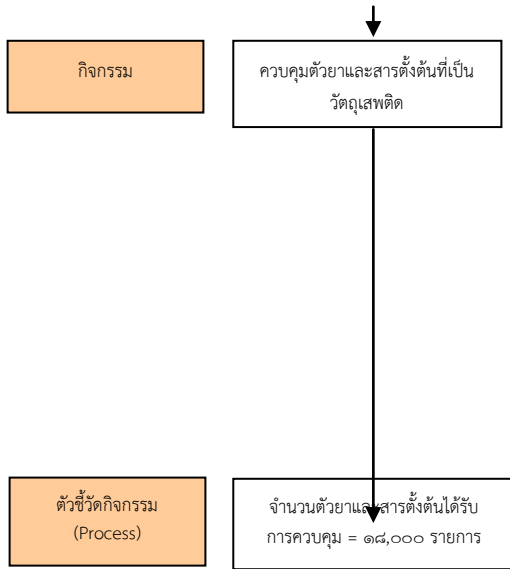 กิจกรรม
ควบคุมตัวยาและสารตั้งต้นที่เป็น
วัตถุเสพติด
ตัวชี้วัดกิจกรรม
(Process)
จำนวนตัวยาและสารตั้งต้นได้รับ
การควบคุม = ๑๘,๐๐๐ รายการ